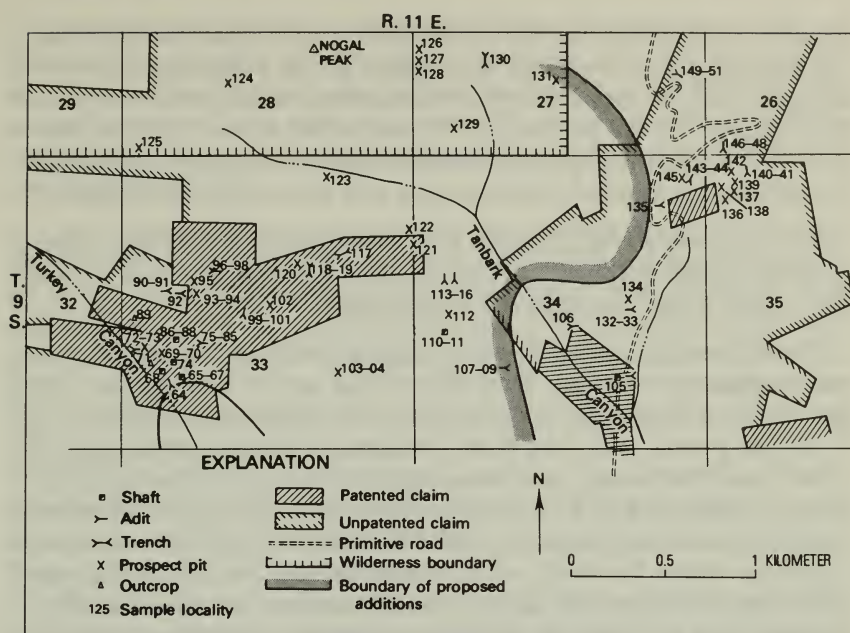 R. 11 E.
NOGAL
PEAK
126
127
128
130
131
149–51
124
29
28
27
26
125
129
146–48
142
143–44
140–41
145
139
137
138
136
135
123
122
121
Tanbark
117
96–98
120
118–19
90–91
95
92
93–94
102
113–16
134
Turkey
T.
9
S.
32
34
35
99–101
112
132–33
89
106
86–88
75–85
110–11
72–73
69–70
33
74
68
65–67
103–04
107–09
105
Canyon
64
Canyon
EXPLANATION
Shaft
Adit
Trench
Prospect pit
Outcrop
125 Sample locality
Patented claim
Unpatented claim
Primitive road
Wilderness boundary
Boundary of proposed
additions
N
0 1 KILOMETER